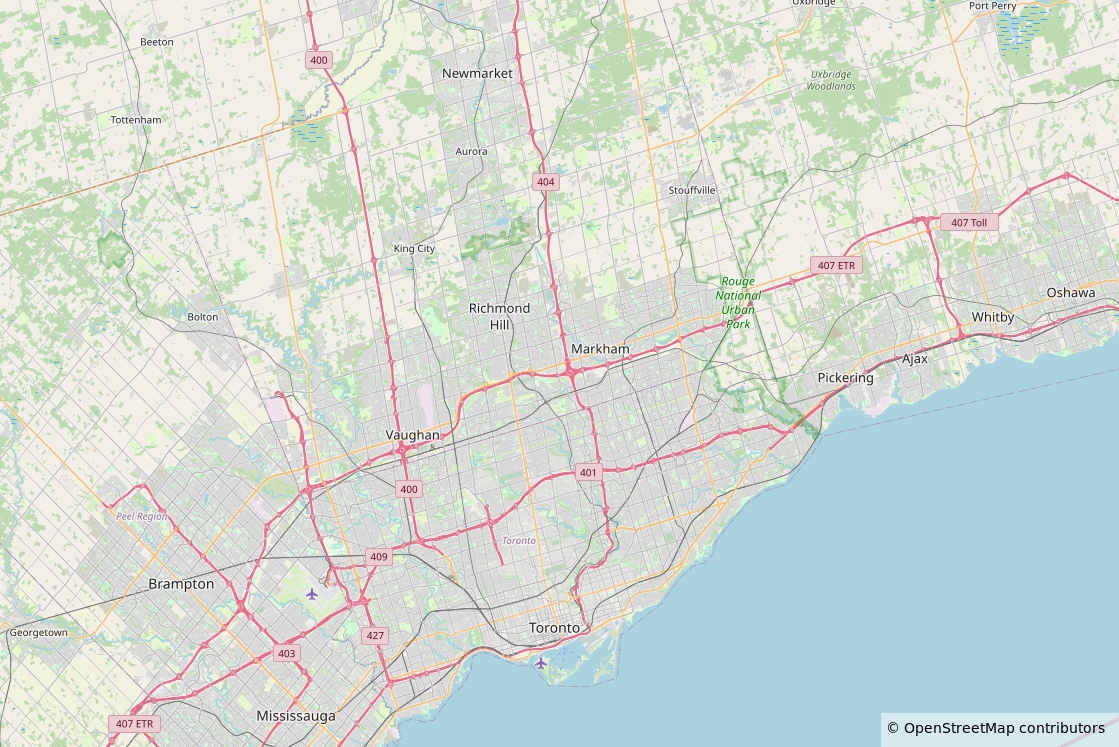 Uxbridge
Port Perry
Beeton
400
Newmarket
Uxbridge
Woodlands
Tottenham
Aurora
404
Stouffville
407 Toll
King City
407 ETR
Rouge
National
Urban
Park
Oshawa
Richmond
Hill
Bolton
Whitby
Markham
Ajax
Pickering
Vaughan
401
400
Peel Region
Toronto
409
Brampton
Georgetown
Toronto
427
403
Mississauga
407 ETR
© OpenStreetMap contributors